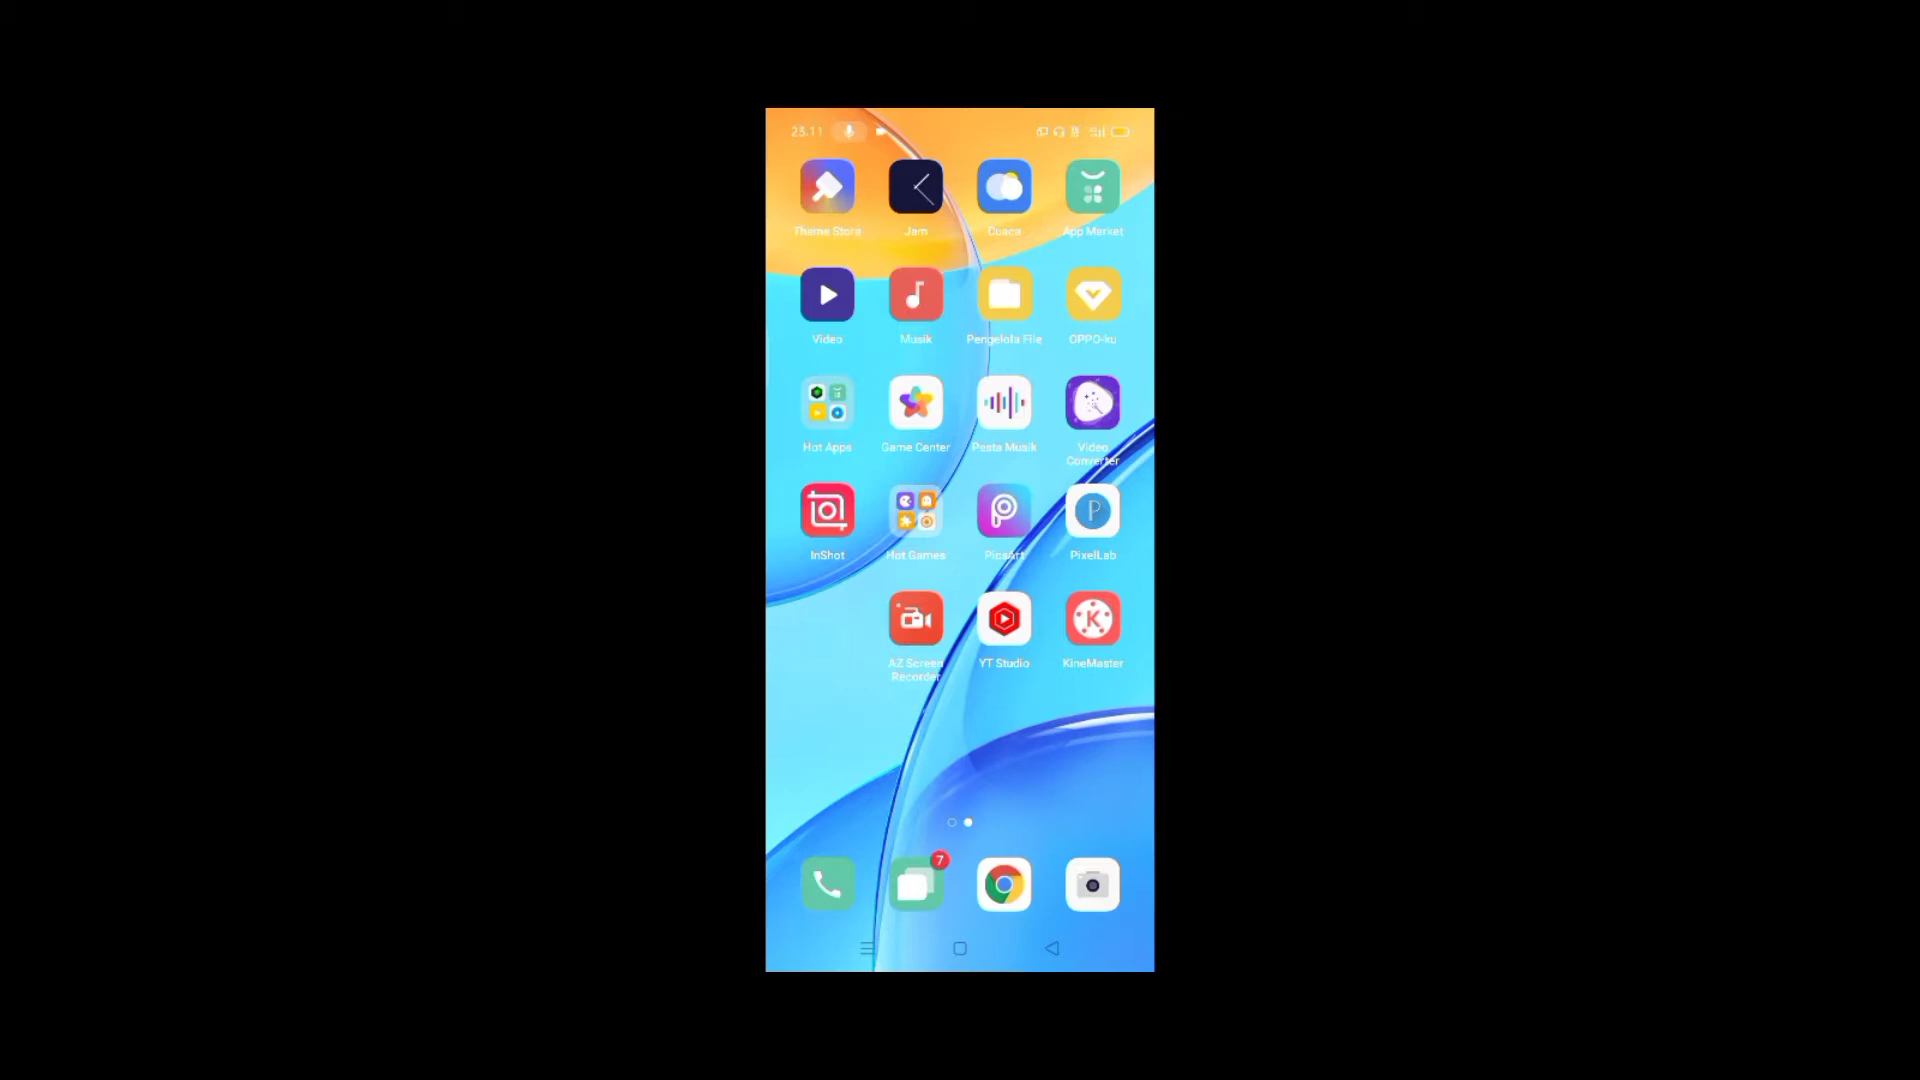 23.11
Theme Store Jam Cuaca App Market
Video Musik Pengelola File OPPO-ku
Hot Apps Game Center Pesta Musik Video
Converter
InShot Hot Games PicsArt PixelLab
AZ Screen YT Studio KineMaster
Recorder
7